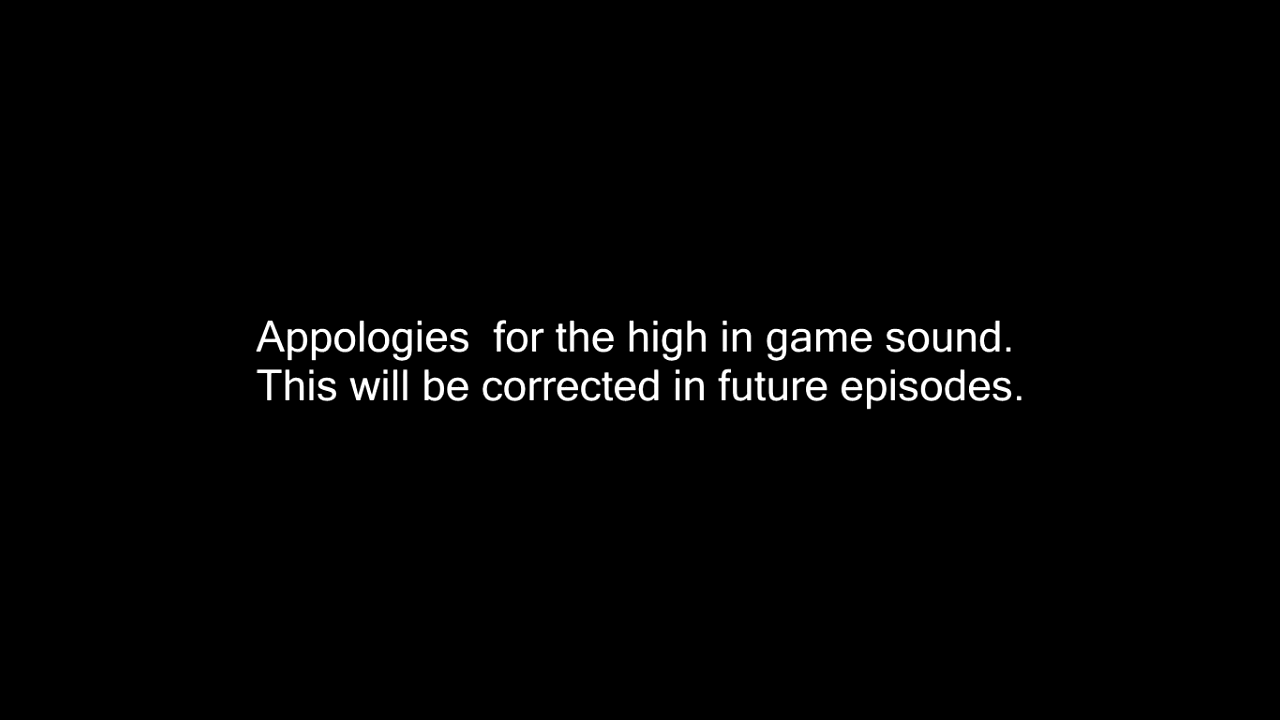 Appologies  for the high in game sound.
This will be corrected in future episodes.